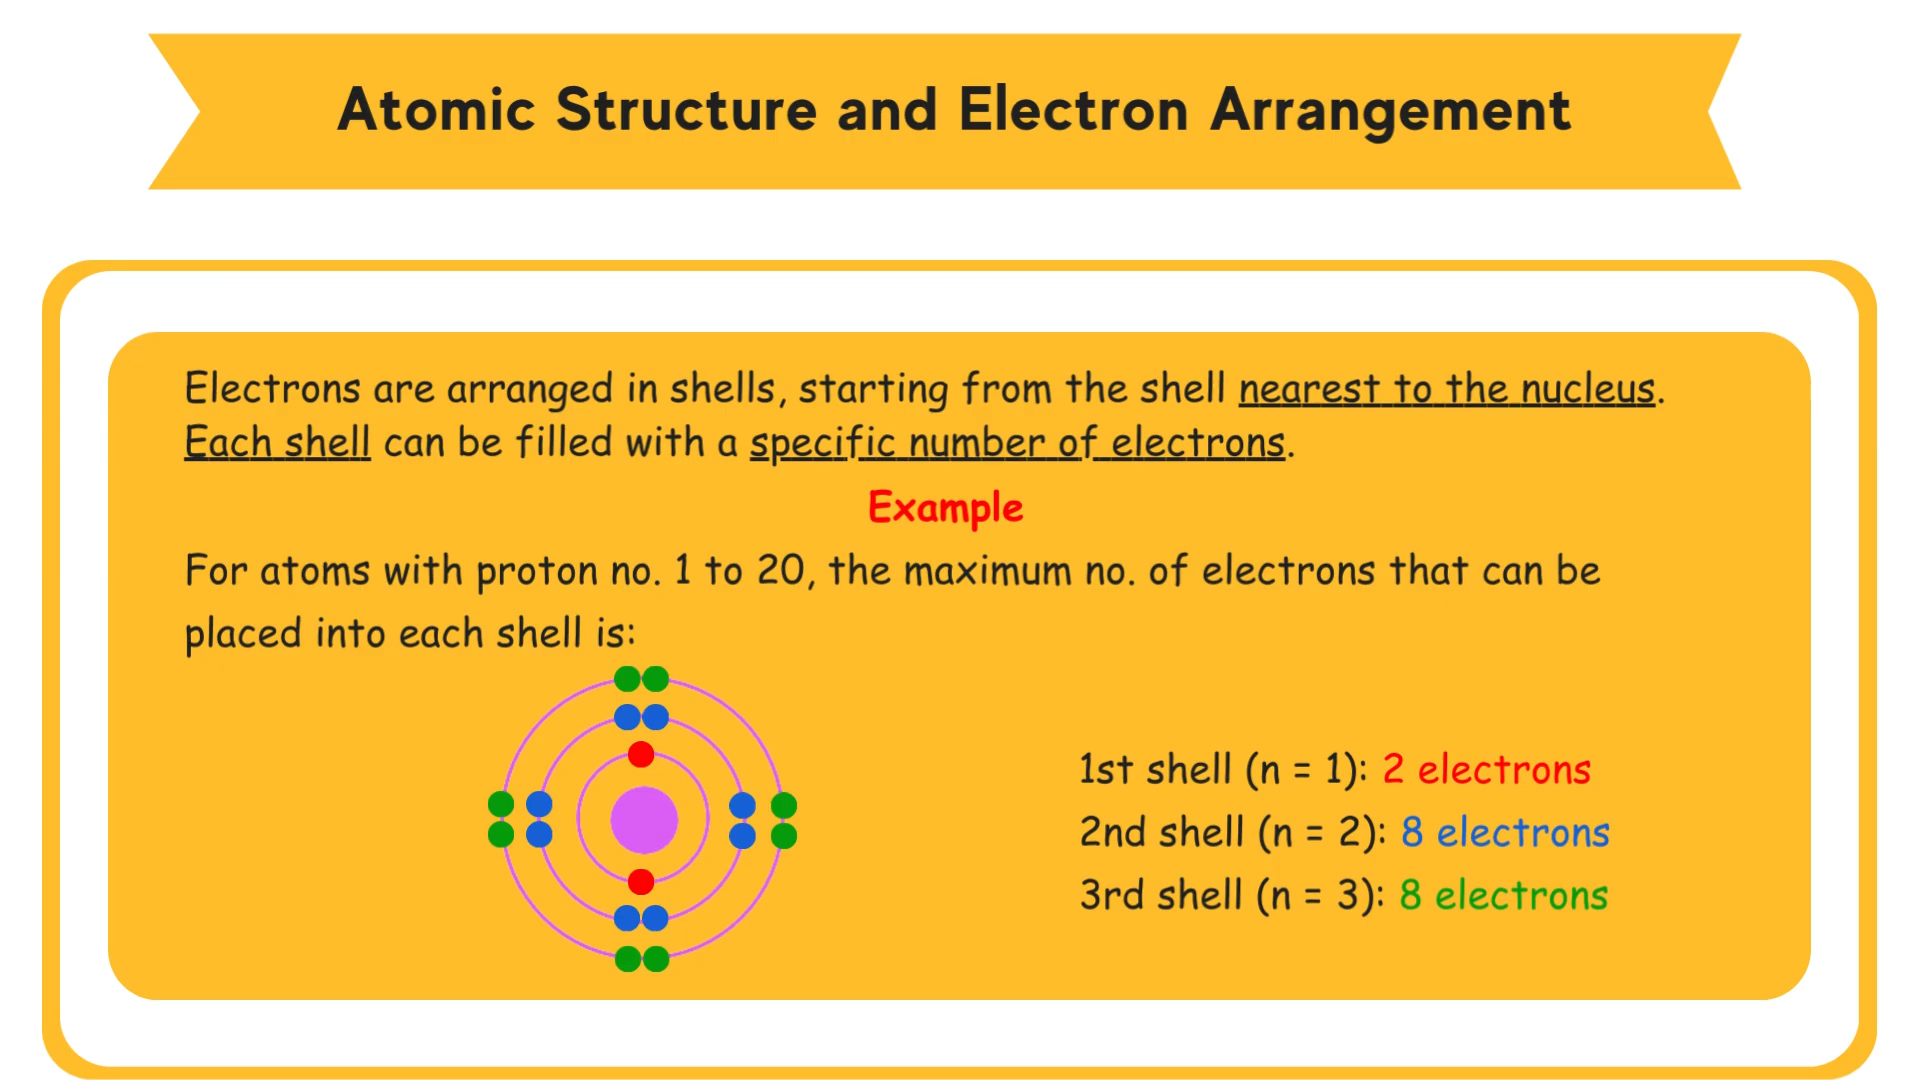 Atomic Structure and Electron Arrangement
Electrons are arranged in shells, starting from the shell nearest to the nucleus.
Each shell can be filled with a specific number of electrons.
Example
For atoms with proton no. 1 to 20, the maximum no. of electrons that can be
placed into each shell is:
1st shell (n = 1): 2 electrons
2nd shell (n = 2): 8 electrons
3rd shell (n = 3): 8 electrons